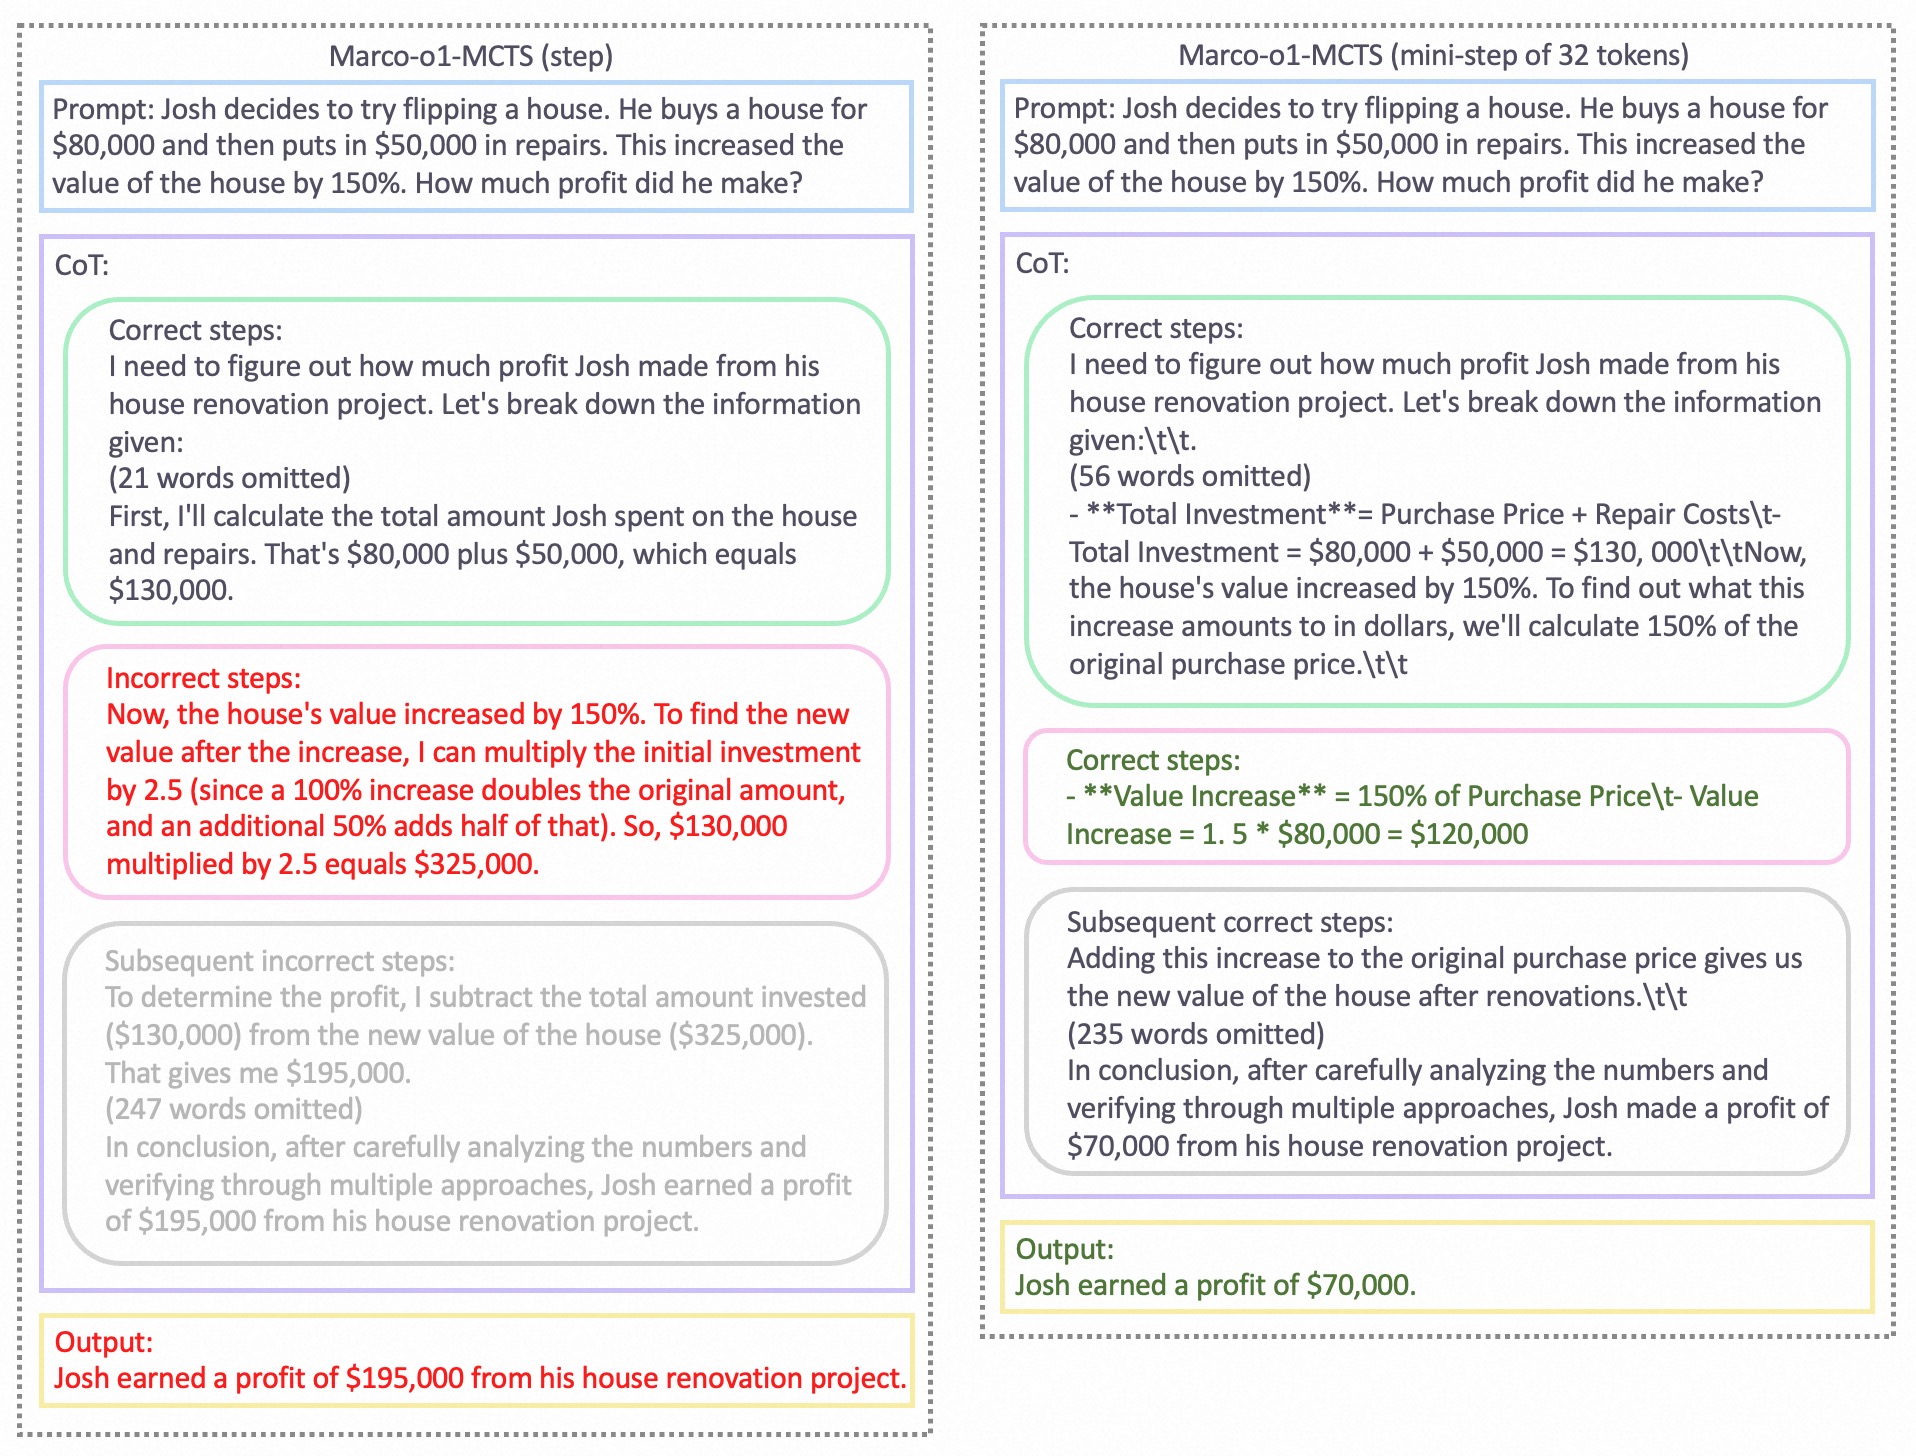 Marco-o1-MCTS (step)
Prompt: Josh decides to try flipping a house. He buys a house for
$80,000 and then puts in $50,000 in repairs. This increased the
value of the house by 150%. How much profit did he make?
CoT:
Correct steps:
I need to figure out how much profit Josh made from his
house renovation project. Let's break down the information
given:
(21 words omitted)
First, I'll calculate the total amount Josh spent on the house
and repairs. That's $80,000 plus $50,000, which equals
$130,000.
Incorrect steps:
Now, the house's value increased by 150%. To find the new
value after the increase, I can multiply the initial investment
by 2.5 (since a 100% increase doubles the original amount,
and an additional 50% adds half of that). So, $130,000
multiplied by 2.5 equals $325,000.
Subsequent incorrect steps:
To determine the profit, I subtract the total amount invested
($130,000) from the new value of the house ($325,000).
That gives me $195,000.
(247 words omitted)
In conclusion, after carefully analyzing the numbers and
verifying through multiple approaches, Josh earned a profit
of $195,000 from his house renovation project.
Output:
Josh earned a profit of $195,000 from his house renovation project.
Marco-o1-MCTS (mini-step of 32 tokens)
Prompt: Josh decides to try flipping a house. He buys a house for
$80,000 and then puts in $50,000 in repairs. This increased the
value of the house by 150%. How much profit did he make?
CoT:
Correct steps:
I need to figure out how much profit Josh made from his
house renovation project. Let's break down the information
given:\t\t.
(56 words omitted)
- **Total Investment**= Purchase Price + Repair Costs\t-
Total Investment = $80,000 + $50,000 = $130, 000\t\tNow,
the house's value increased by 150%. To find out what this
increase amounts to in dollars, we'll calculate 150% of the
original purchase price.\t\t
Correct steps:
- **Value Increase** = 150% of Purchase Price\t- Value
Increase = 1. 5 * $80,000 = $120,000
Subsequent correct steps:
Adding this increase to the original purchase price gives us
the new value of the house after renovations.\t\t
(235 words omitted)
In conclusion, after carefully analyzing the numbers and
verifying through multiple approaches, Josh made a profit of
$70,000 from his house renovation project.
Output:
Josh earned a profit of $70,000.